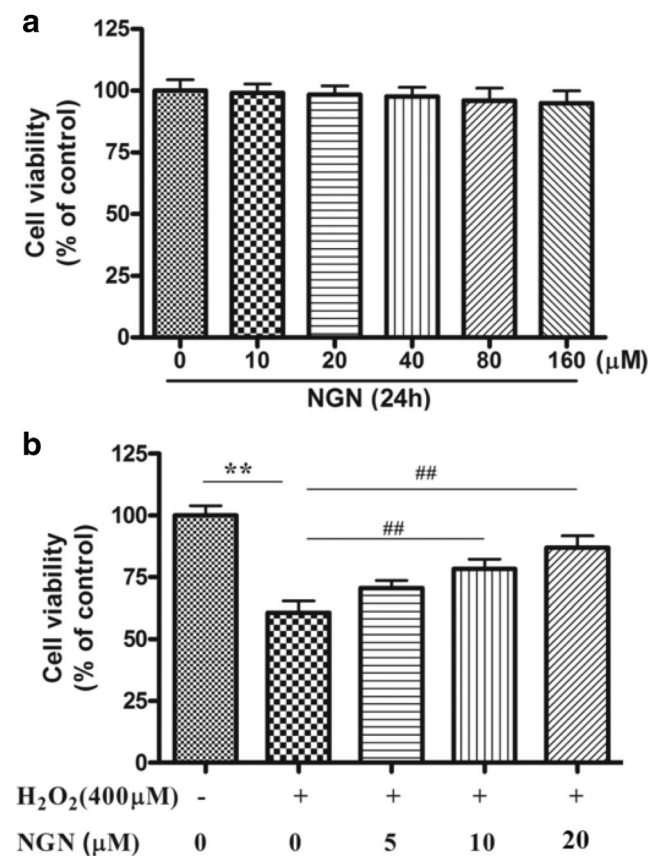 a
Cell viability
(% of control)
125
100
75
50
25
0
0 10 20 40 80 160 (μM)
NGN (24h)
b
Cell viability
(% of control)
125
100
75
50
25
0
**
##
##
H₂O₂(400μM) - + + + +
NGN (μM) 0 0 5 10 20